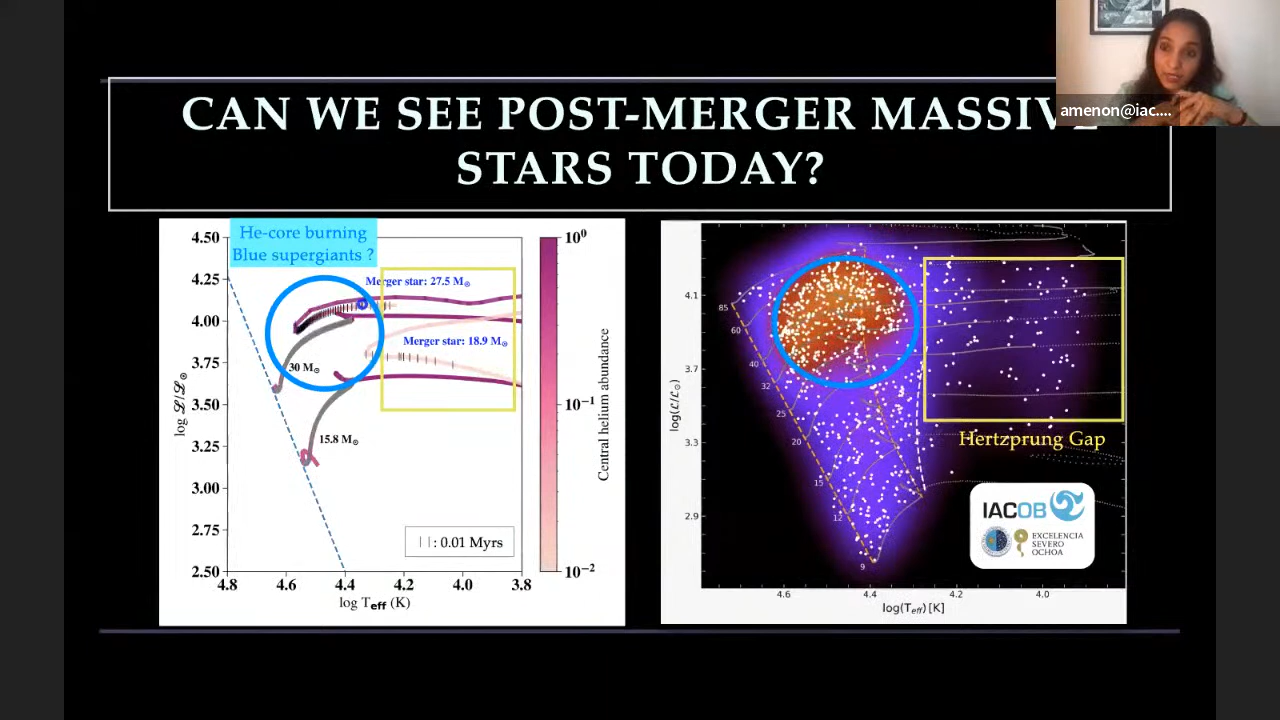 CAN WE SEE POST-MERGER MASSIVE
STARS TODAY?
amenon@iac....
He-core burning
Blue supergiants ?
Merger star: 27.5 M⊙
Merger star: 18.9 M⊙
30 M⊙
15.8 M⊙
| |: 0.01 Myrs
4.50
4.25
4.00
3.75
3.50
3.25
3.00
2.75
2.50
log ℒ/ℒ⊙
4.8 4.6 4.4 4.2 4.0 3.8
log Teff (K)
10⁰
10⁻¹
10⁻²
Central helium abundance
4.1
3.7
3.3
2.9
log(ℒ/ℒ⊙)
85
60
40
32
25
20
15
12
9
4.6 4.4 4.2 4.0
log(Teff) [K]
Hertzprung Gap
IACOB
EXCELENCIA
SEVERO
OCHOA